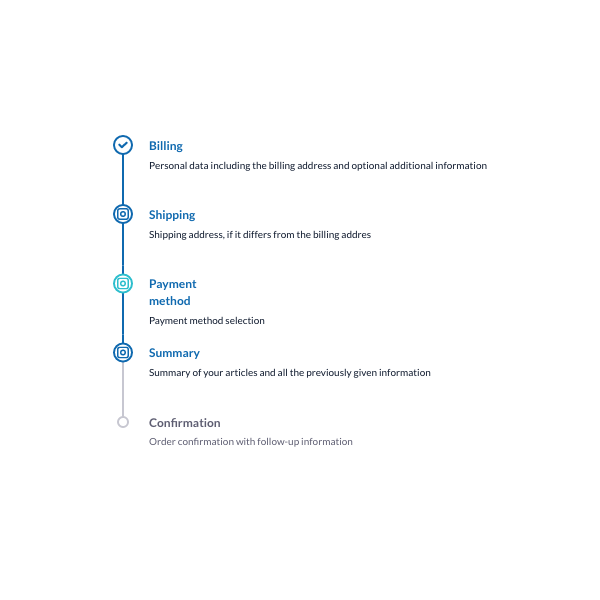 Billing
Personal data including the billing address and optional additional information
Shipping
Shipping address, if it differs from the billing addres
Payment
method
Payment method selection
Summary
Summary of your articles and all the previously given information
Confirmation
Order confirmation with follow-up information